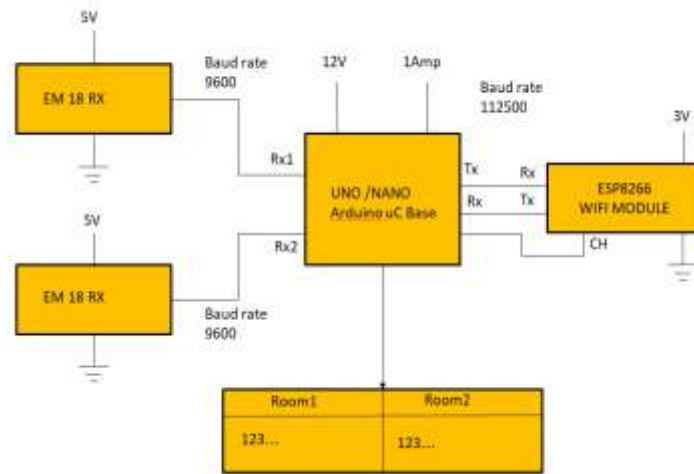 5V
EM 18 RX
Baud rate
9600
12V
1Amp
Baud rate
112500
3V
Rx1
UNO /NANO
Arduino uC Base
Tx
Rx
Rx
Tx
ESP8266
WIFI MODULE
CH
5V
Rx2
EM 18 RX
Baud rate
9600
Room1
Room2
123...
123...